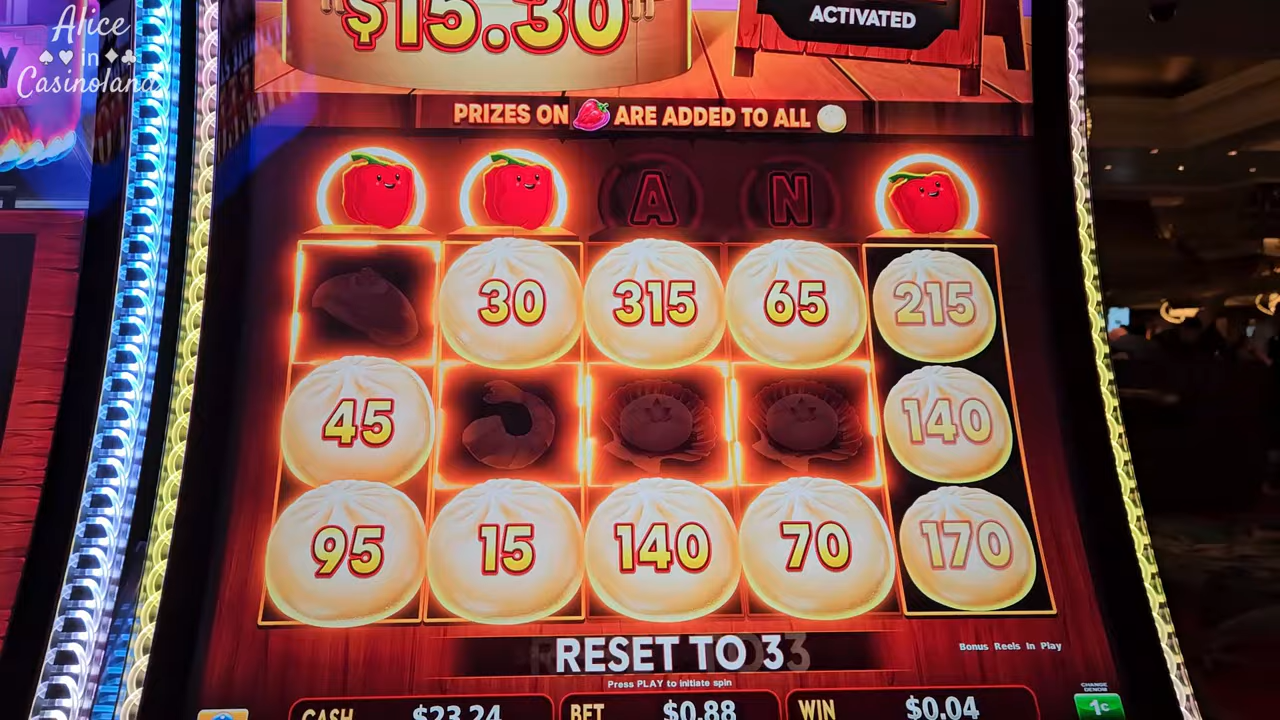 Alice
in
Casinoland
"$15.30"
ACTIVATED
PRIZES ON ARE ADDED TO ALL
A N
30 315 65 215
45 140
95 15 140 70 170
RESET TO 3
Bonus Reels In Play
Press PLAY to initiate spin
CHANGE
DENOM
CASH $23.24 BET $0.88 WIN $0.04 1¢